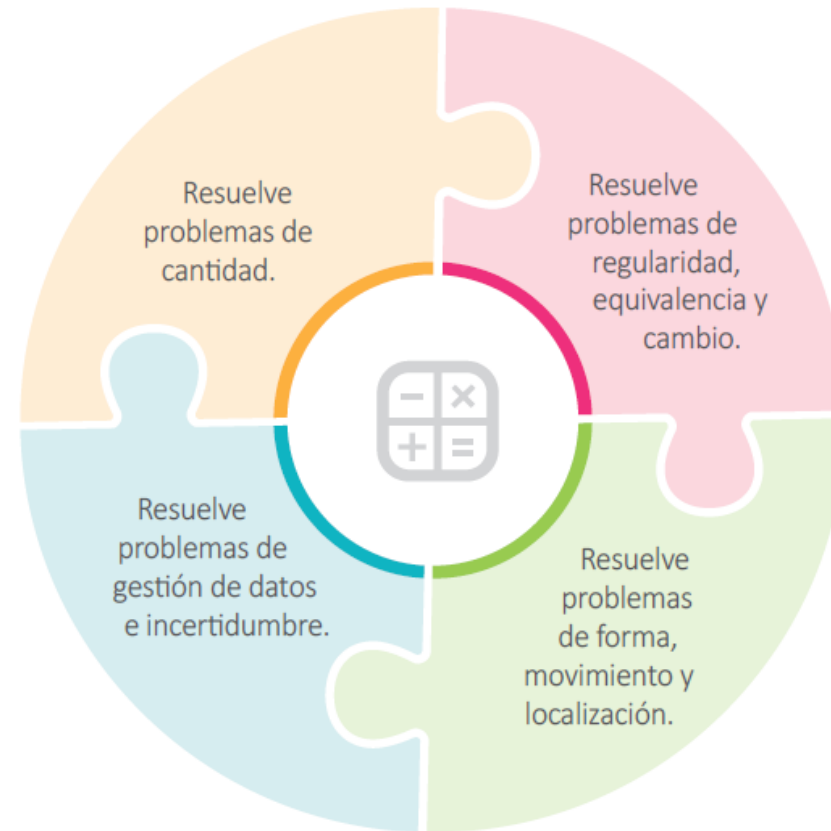 Resuelve
problemas de
cantidad.
Resuelve
problemas de
regularidad,
equivalencia y
cambio.
− ×
+ =
Resuelve
problemas de
gestión de datos
e incertidumbre.
Resuelve
problemas
de forma,
movimiento y
localización.